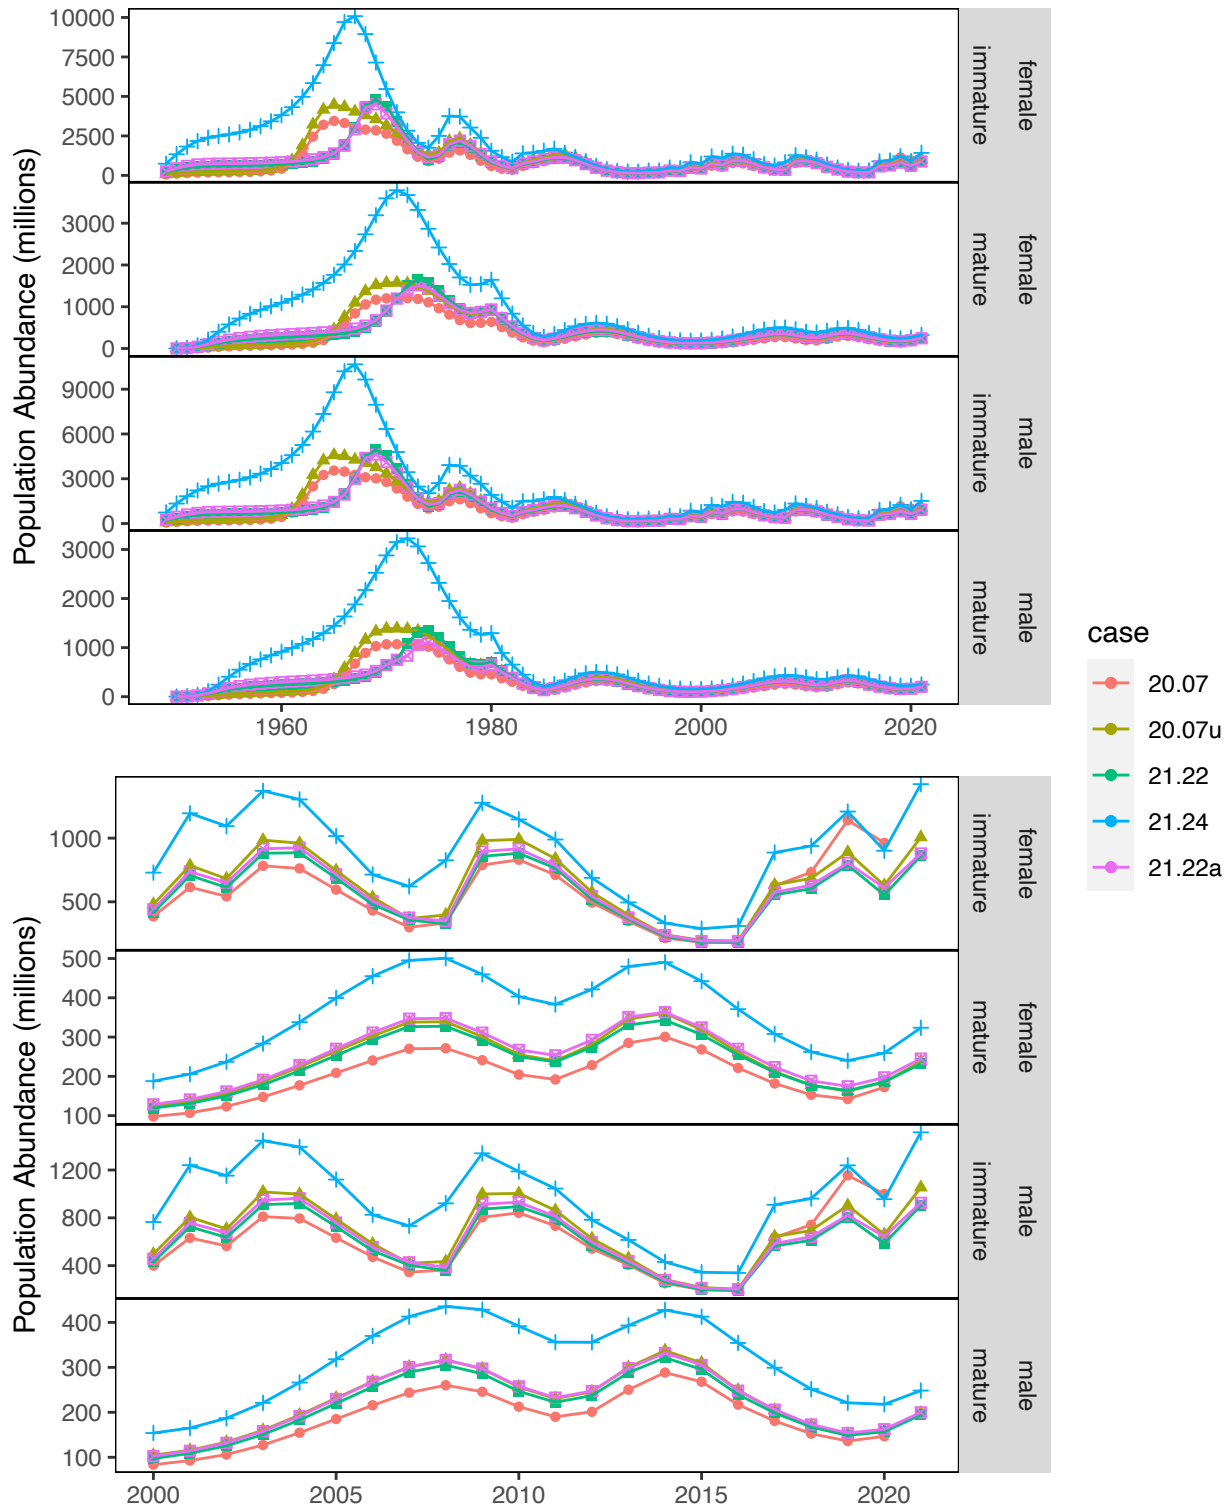 Population Abundance (millions)
10000
7500
5000
2500
0
female
immature
3000
2000
1000
0
female
mature
9000
6000
3000
0
male
immature
3000
2000
1000
0
male
mature
1960
1980
2000
2020
Population Abundance (millions)
1000
500
female
immature
500
400
300
200
100
female
mature
1200
800
400
male
immature
400
300
200
100
male
mature
2000
2005
2010
2015
2020
case
20.07
20.07u
21.22
21.24
21.22a